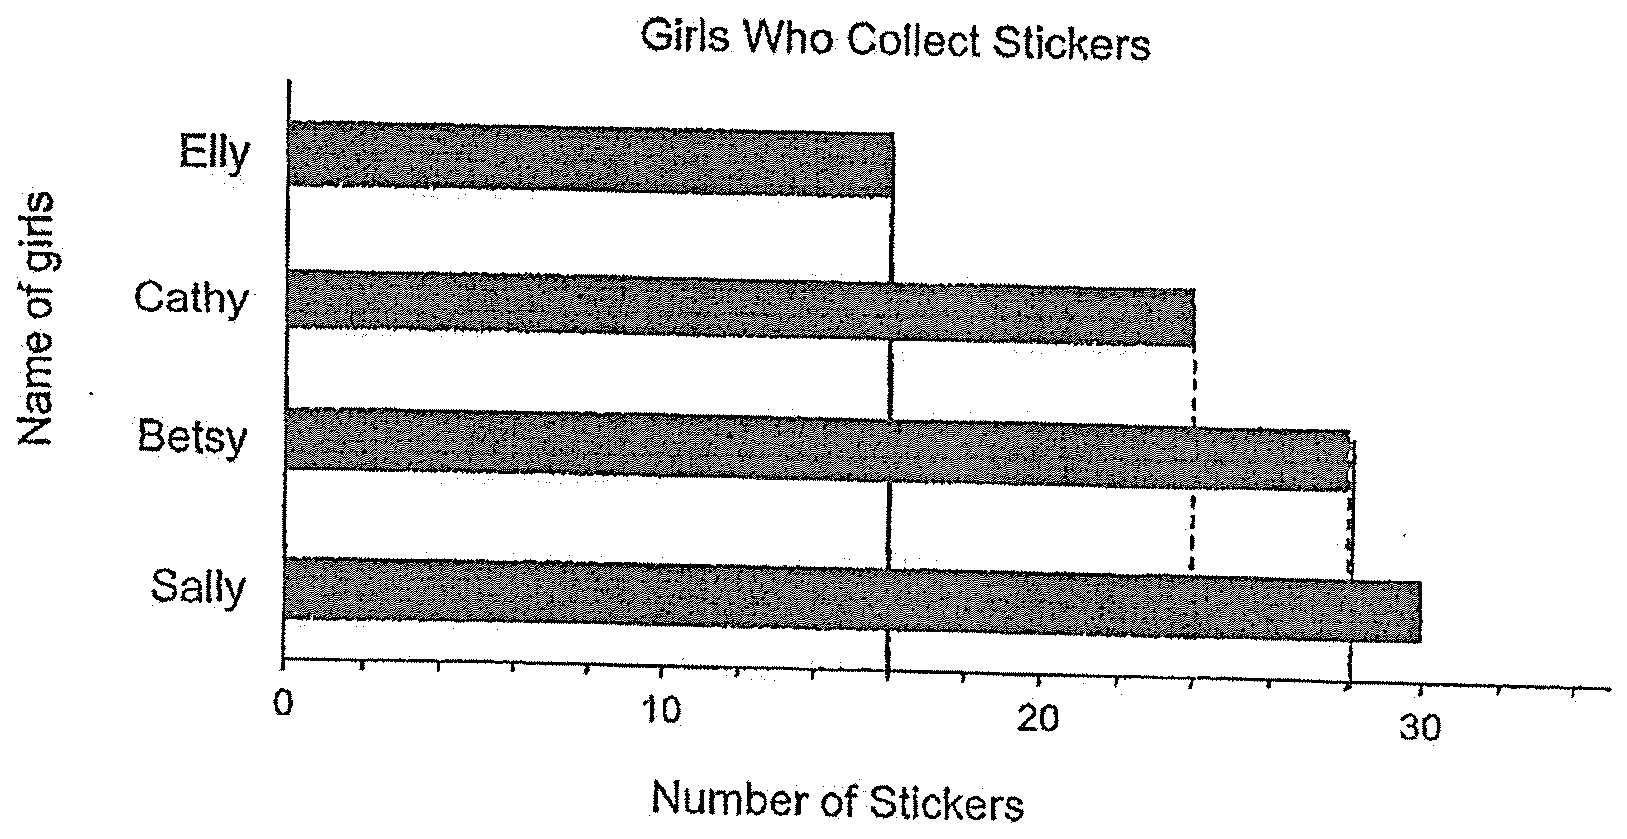 Girls Who Collect Stickers
Name of girls
Elly
Cathy
Betsy
Sally
0 10 20 30
Number of Stickers